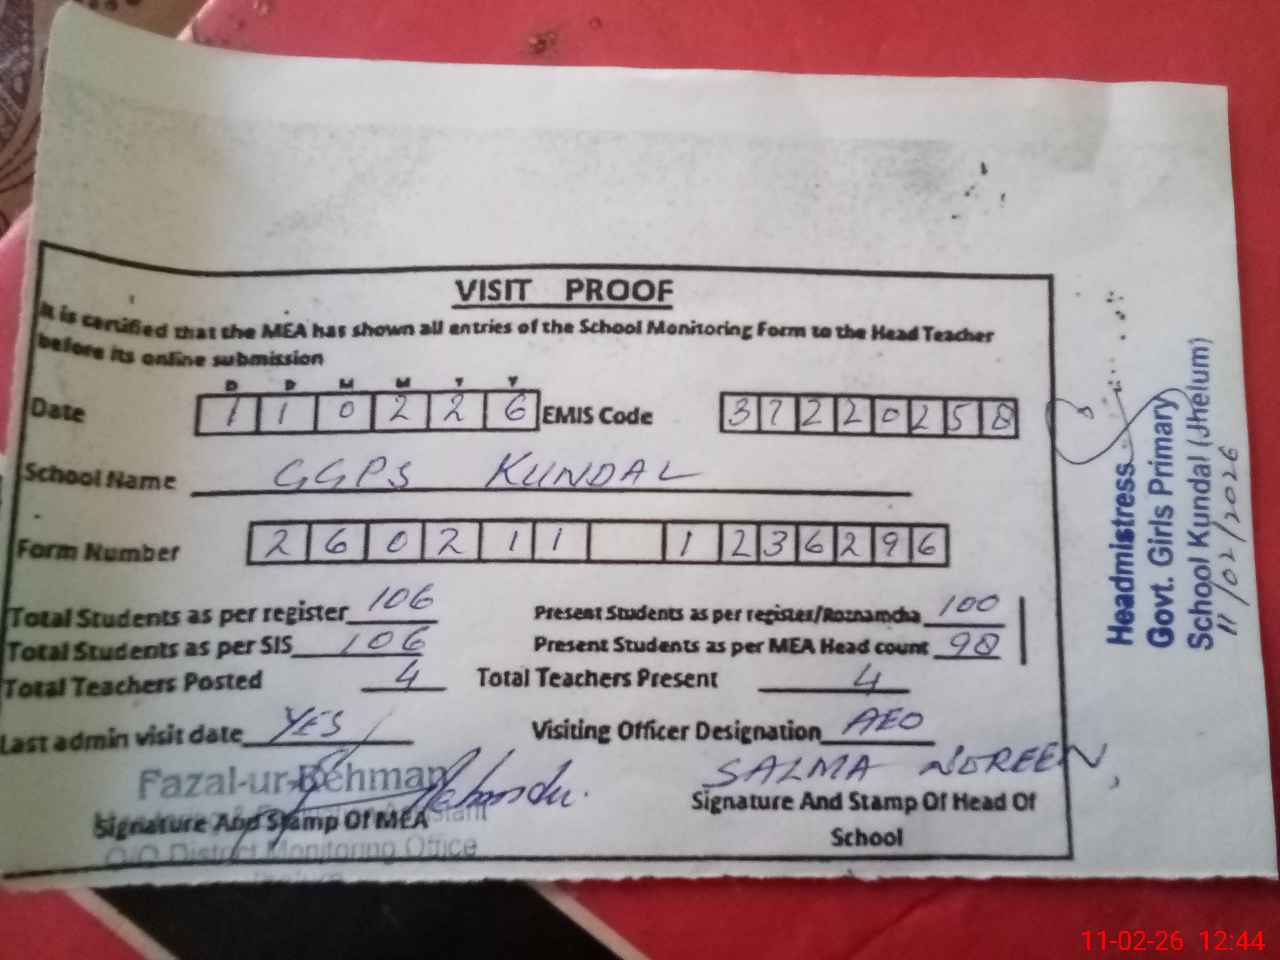 VISIT PROOF
It is certified that the MEA has shown all entries of the School Monitoring Form to the Head Teacher
before its online submission
D D M M Y Y
Date 1 1 0 2 2 6 EMIS Code 3 7 2 2 0 2 5 8
School Name GGPS KUNDAL
Form Number 2 6 0 2 1 1 1 2 3 6 2 9 6
Total Students as per register 106 Present Students as per register/Roznamcha 100
Total Students as per SIS 106 Present Students as per MEA Head count 98
Total Teachers Posted 4 Total Teachers Present 4
Last admin visit date YES Visiting Officer Designation AEO
Fazal-ur-Rehman
SALMA NOREEN
Signature And Stamp Of MEA
Signature And Stamp Of Head Of
School
O/O District Monitoring Office
Headmistress
Govt. Girls Primary
School Kundal (Jhelum)
11/02/2026
11-02-26 12:44